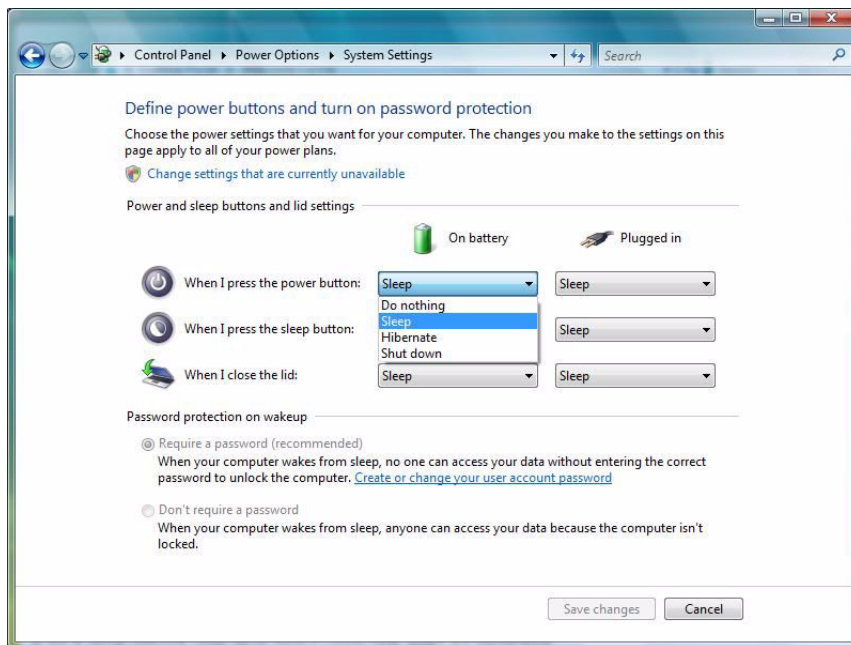 Control Panel Power Options System Settings Search
Define power buttons and turn on password protection
Choose the power settings that you want for your computer. The changes you make to the settings on this
page apply to all of your power plans.
Change settings that are currently unavailable
Power and sleep buttons and lid settings
On battery Plugged in
When I press the power button: Sleep Sleep
Do nothing
When I press the sleep button: Sleep Sleep
Hibernate
Shut down
When I close the lid: Sleep Sleep
Password protection on wakeup
Require a password (recommended)
When your computer wakes from sleep, no one can access your data without entering the correct
password to unlock the computer. Create or change your user account password
Don't require a password
When your computer wakes from sleep, anyone can access your data because the computer isn't
locked.
Save changes Cancel